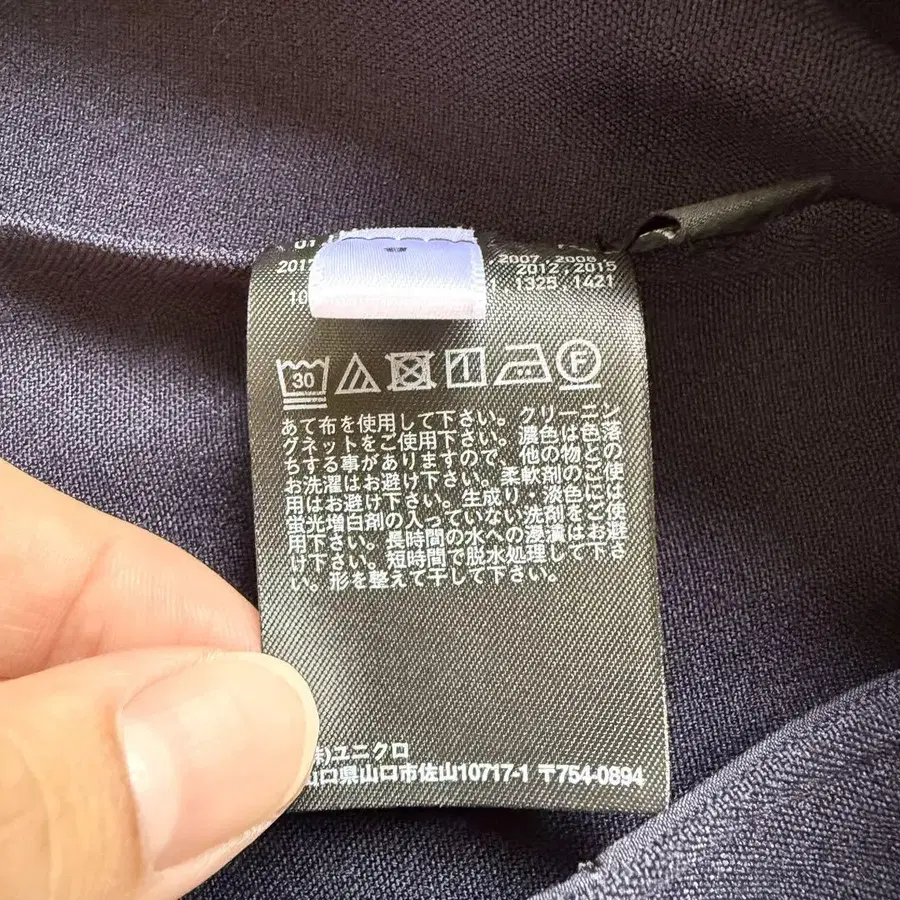 01
2007,2008
2012,2015
10 1 1325 1421
30 F
あて布を使用して下さい。クリーニン
グネットをご使用下さい。濃色は色落
ちする事がありますので、他の物との
お洗濯はお避け下さい。柔軟剤のご使
用はお避け下さい。生成り・淡色には
蛍光増白剤の入っていない洗剤をご使
用下さい。長時間の水への浸漬はお避
け下さい。短時間で脱水処理して下さ
い。形を整えて干して下さい。
)ユニクロ
口県山口市佐山10717-1 〒754-0894